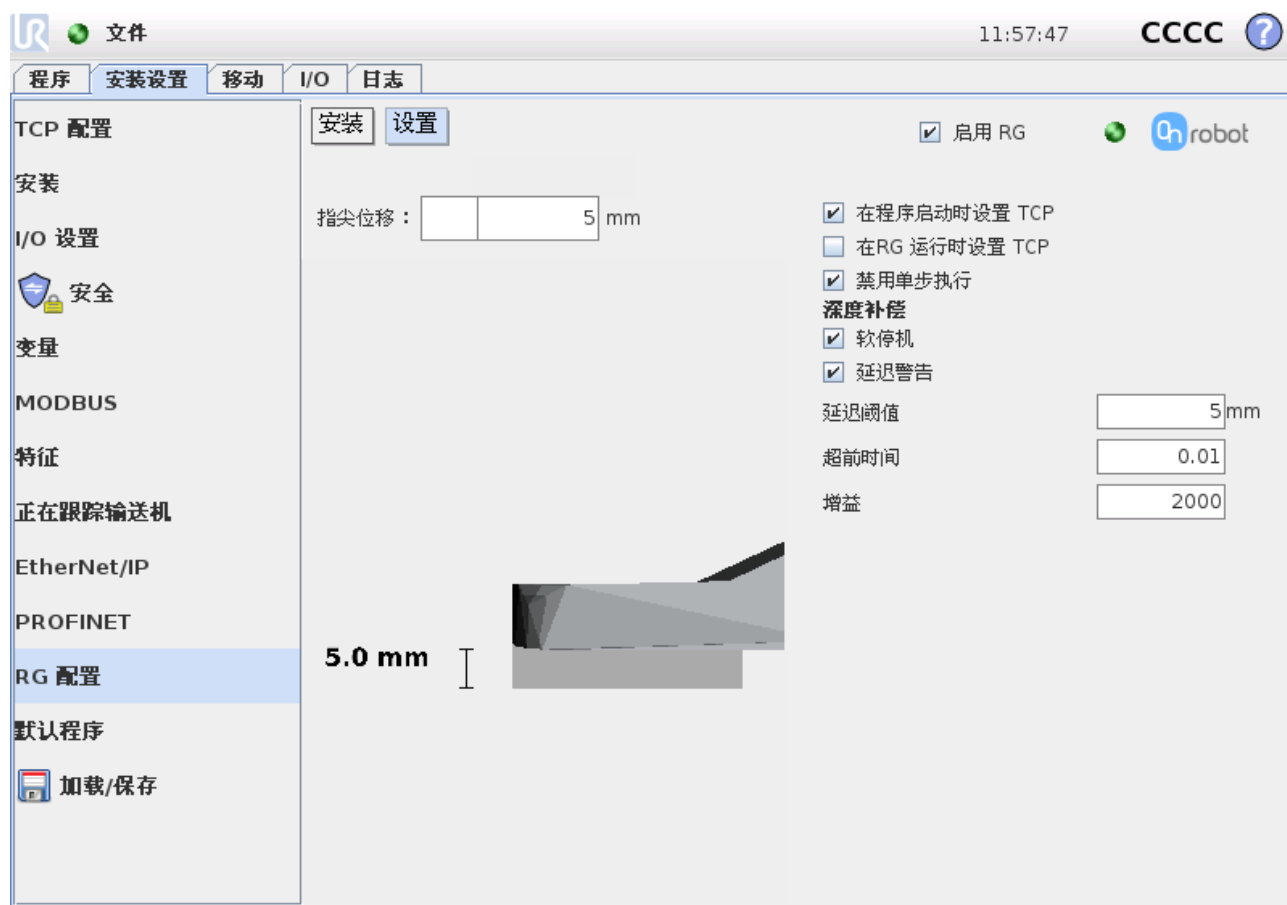 UR 文件 11:57:47 CCCC ?
程序 安装设置 移动 I/O 日志
TCP 配置
安装
I/O 设置
安全
变量
MODBUS
特征
正在跟踪输送机
EtherNet/IP
PROFINET
RG 配置
默认程序
加载/保存
安装 设置
启用 RG
On robot
指尖位移： 5 mm
在程序启动时设置 TCP
在RG 运行时设置 TCP
禁用单步执行
深度补偿
软停机
延迟警告
延迟阈值 5 mm
超前时间 0.01
增益 2000
5.0 mm